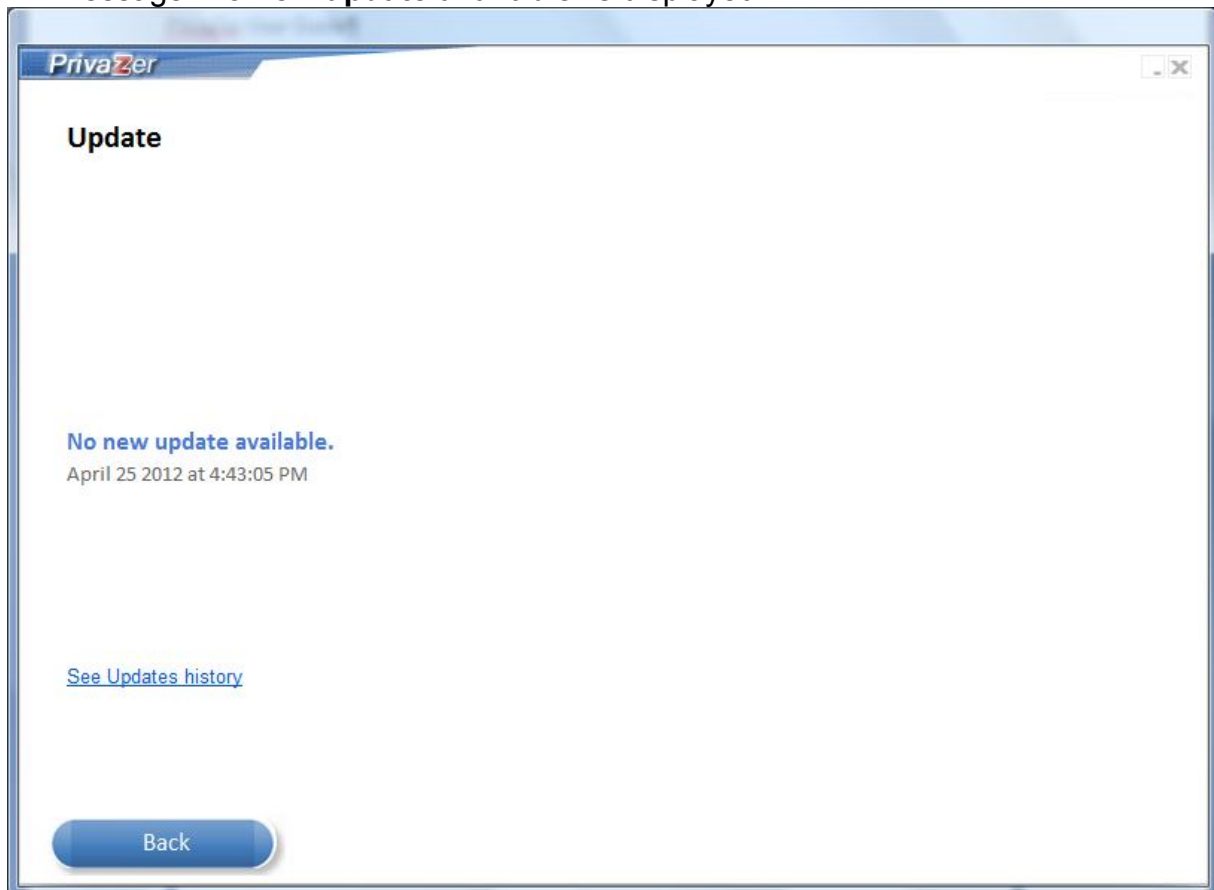 PrivaZer
Update
No new update available.
April 25 2012 at 4:43:05 PM
See Updates history
Back